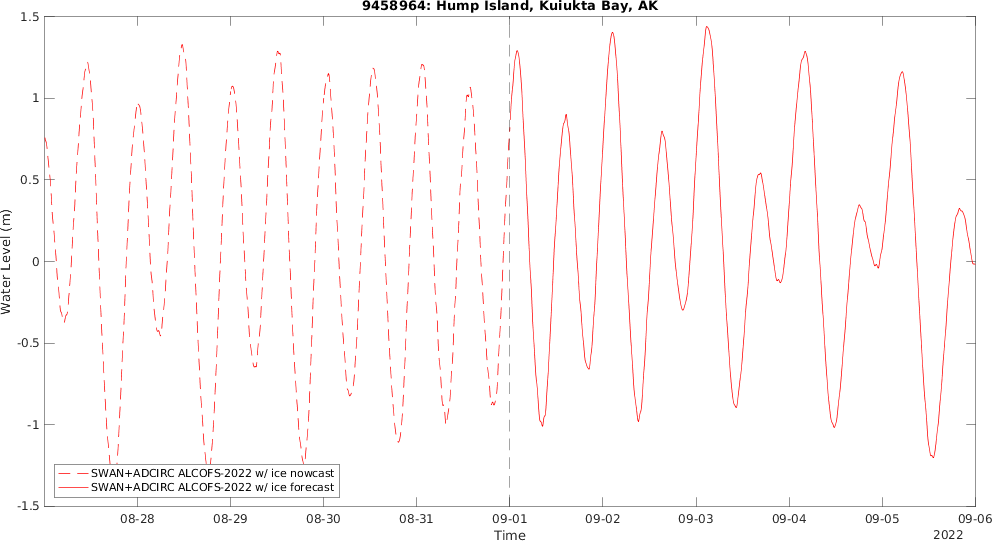 9458964: Hump Island, Kuiukta Bay, AK
1.5
1
0.5
0
-0.5
-1
-1.5
Water Level (m)
SWAN+ADCIRC ALCOFS-2022 w/ ice nowcast
SWAN+ADCIRC ALCOFS-2022 w/ ice forecast
08-28 08-29 08-30 08-31 09-01 09-02 09-03 09-04 09-05 09-06
Time
2022